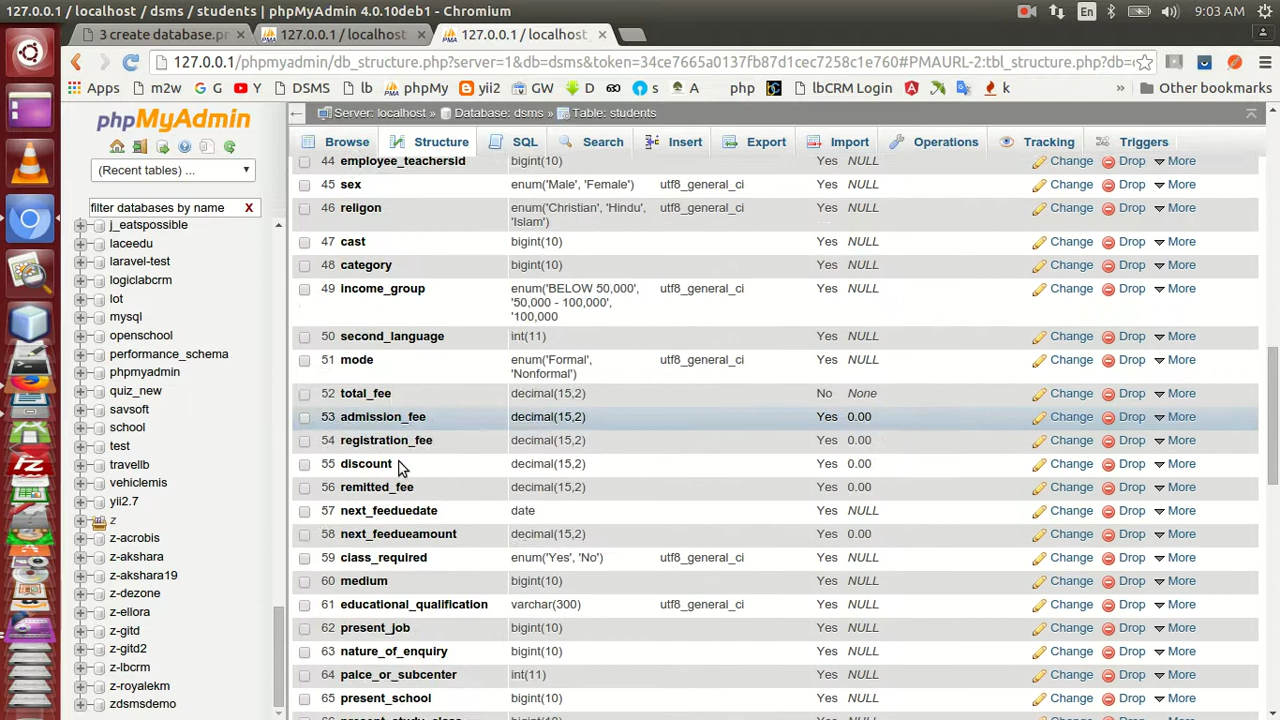 127.0.0.1 / localhost / dsms / students | phpMyAdmin 4.0.10deb1 - Chromium
En
9:03 AM
3 create database.pr
127.0.0.1 / localhost
127.0.0.1 / localhost
127.0.0.1/phpmyadmin/db_structure.php?server=1&db=dsms&token=34ce7665a0137fb87d1cec7258c1e760#PMAURL-2:tbl_structure.php?db=
Apps m2w G Y DSMS lb phpMy yii2 GW D de s A php lbCRM Login k » Other bookmarks
phpMyAdmin
(Recent tables) ...
filter databases by name X
j_eatspossible
laceedu
laravel-test
logiclabcrm
lot
mysql
openschool
performance_schema
phpmyadmin
quiz_new
savsoft
school
test
travellb
vehiclemis
yii2.7
z
z-acrobis
z-akshara
z-akshara19
z-dezone
z-ellora
z-gitd
z-gitd2
z-lbcrm
z-royalekm
zdsmsdemo
Server: localhost » Database: dsms » Table: students
Browse Structure SQL Search Insert Export Import Operations Tracking Triggers
44 employee_teachersid bigint(10) Yes NULL Change Drop More
45 sex enum('Male', 'Female') utf8_general_ci Yes NULL Change Drop More
46 religon enum('Christian', 'Hindu', utf8_general_ci Yes NULL Change Drop More
'Islam')
47 cast bigint(10) Yes NULL Change Drop More
48 category bigint(10) Yes NULL Change Drop More
49 income_group enum('BELOW 50,000', utf8_general_ci Yes NULL Change Drop More
'50,000 - 100,000',
'100,000
50 second_language int(11) Yes NULL Change Drop More
51 mode enum('Formal', utf8_general_ci Yes NULL Change Drop More
'Nonformal')
52 total_fee decimal(15,2) No None Change Drop More
53 admission_fee decimal(15,2) Yes 0.00 Change Drop More
54 registration_fee decimal(15,2) Yes 0.00 Change Drop More
55 discount decimal(15,2) Yes 0.00 Change Drop More
56 remitted_fee decimal(15,2) Yes 0.00 Change Drop More
57 next_feeduedate date Yes NULL Change Drop More
58 next_feedueamount decimal(15,2) Yes 0.00 Change Drop More
59 class_required enum('Yes', 'No') utf8_general_ci Yes NULL Change Drop More
60 medium bigint(10) Yes NULL Change Drop More
61 educational_qualification varchar(300) utf8_general_ci Yes NULL Change Drop More
62 present_job bigint(10) Yes NULL Change Drop More
63 nature_of_enquiry bigint(10) Yes NULL Change Drop More
64 palce_or_subcenter int(11) Yes NULL Change Drop More
65 present_school bigint(10) Yes NULL Change Drop More